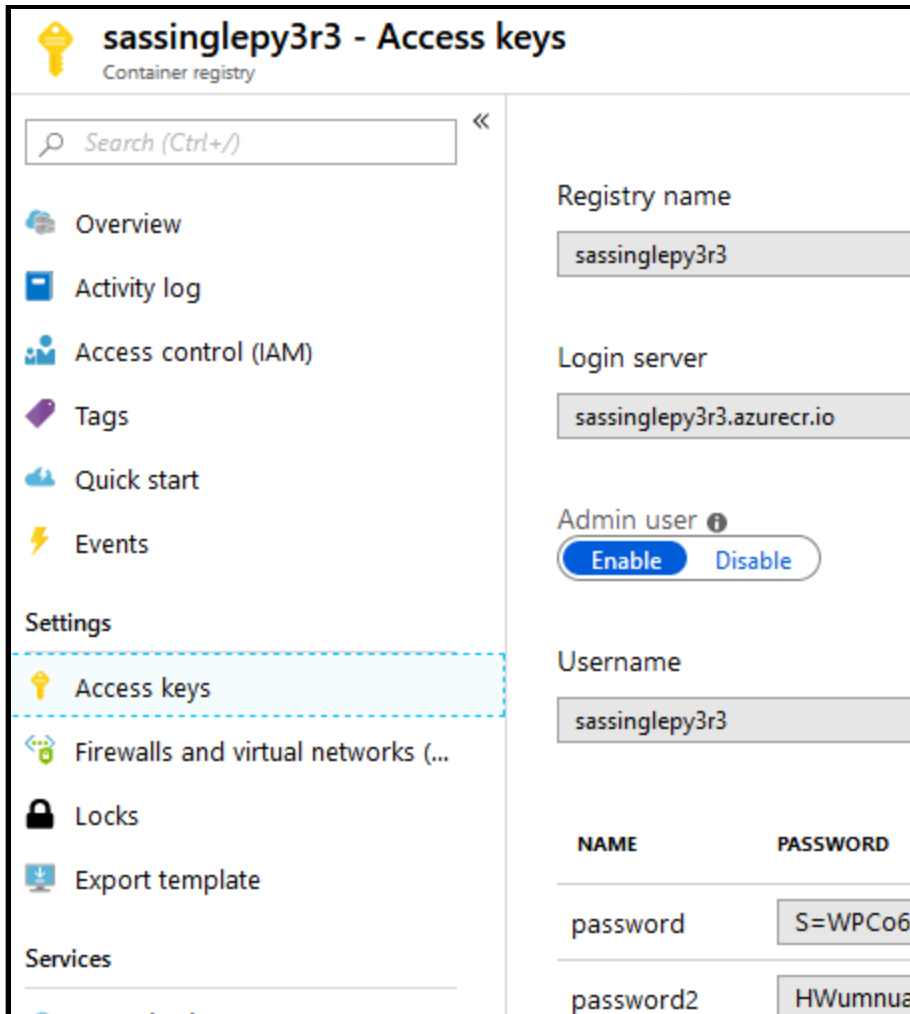 sassinglepy3r3 - Access keys
Container registry
«
Search (Ctrl+/)
Overview
Activity log
Access control (IAM)
Tags
Quick start
Events
Settings
Access keys
Firewalls and virtual networks (...
Locks
Export template
Services
Registry name
sassinglepy3r3
Login server
sassinglepy3r3.azurecr.io
Admin user
Enable Disable
Username
sassinglepy3r3
NAME PASSWORD
password S=WPCo6
password2 HWumnua